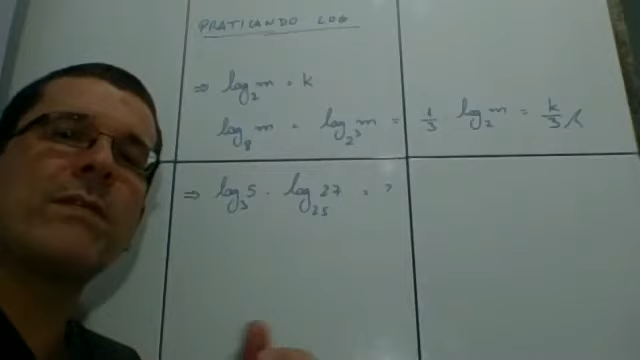 PRATICANDO LOG
⇒ log₂ m = k
log₈ m = log₂³ m = 1/3 log₂ m = k/3 //
⇒ log₃ 5 · log₂₅ 27 = ?